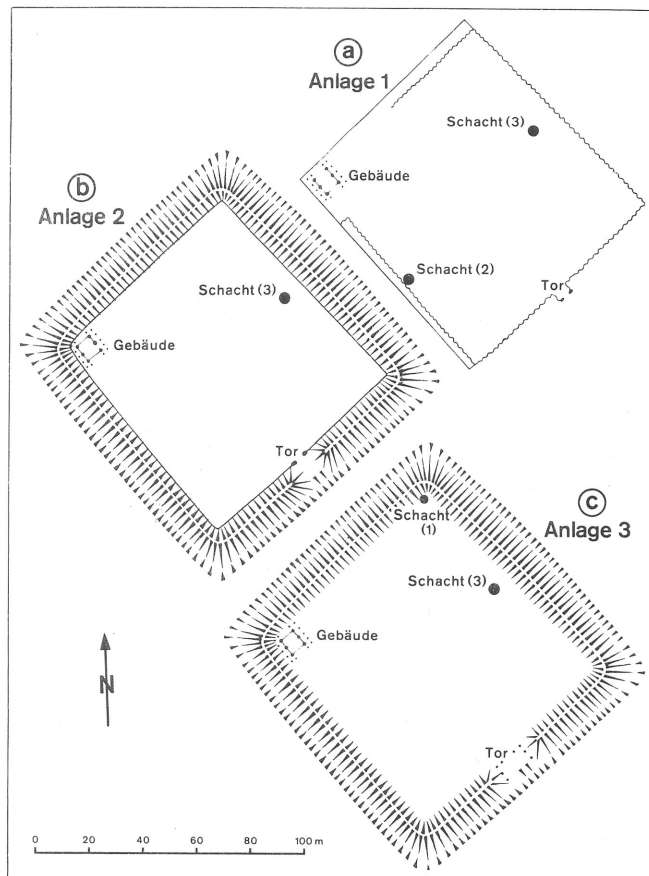 a
Anlage 1
Schacht (3)
Gebäude
Schacht (2)
Tor
b
Anlage 2
Schacht (3)
Gebäude
Tor
c
Anlage 3
Schacht
(1)
Schacht (3)
Gebäude
Tor
N
0 20 40 60 80 100 m